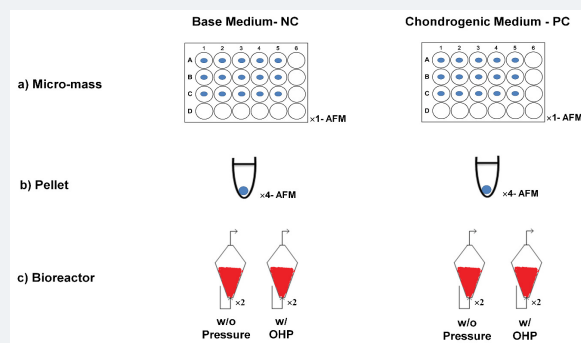 Base Medium- NC
Chondrogenic Medium - PC
a) Micro-mass
1 2 3 4 5 6
A
B
C
D
×1- AFM
1 2 3 4 5 6
A
B
C
D
×1- AFM
b) Pellet
×4- AFM
×4- AFM
c) Bioreactor
×2 ×2
w/o w/
Pressure OHP
×2 ×2
w/o w/
Pressure OHP